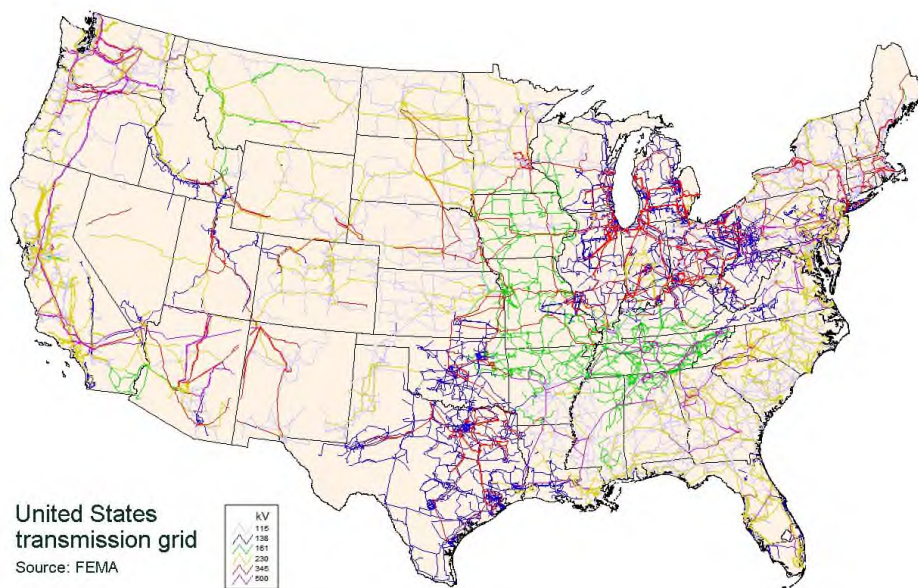 United States
transmission grid
Source: FEMA
kV
115
138
161
230
345
500